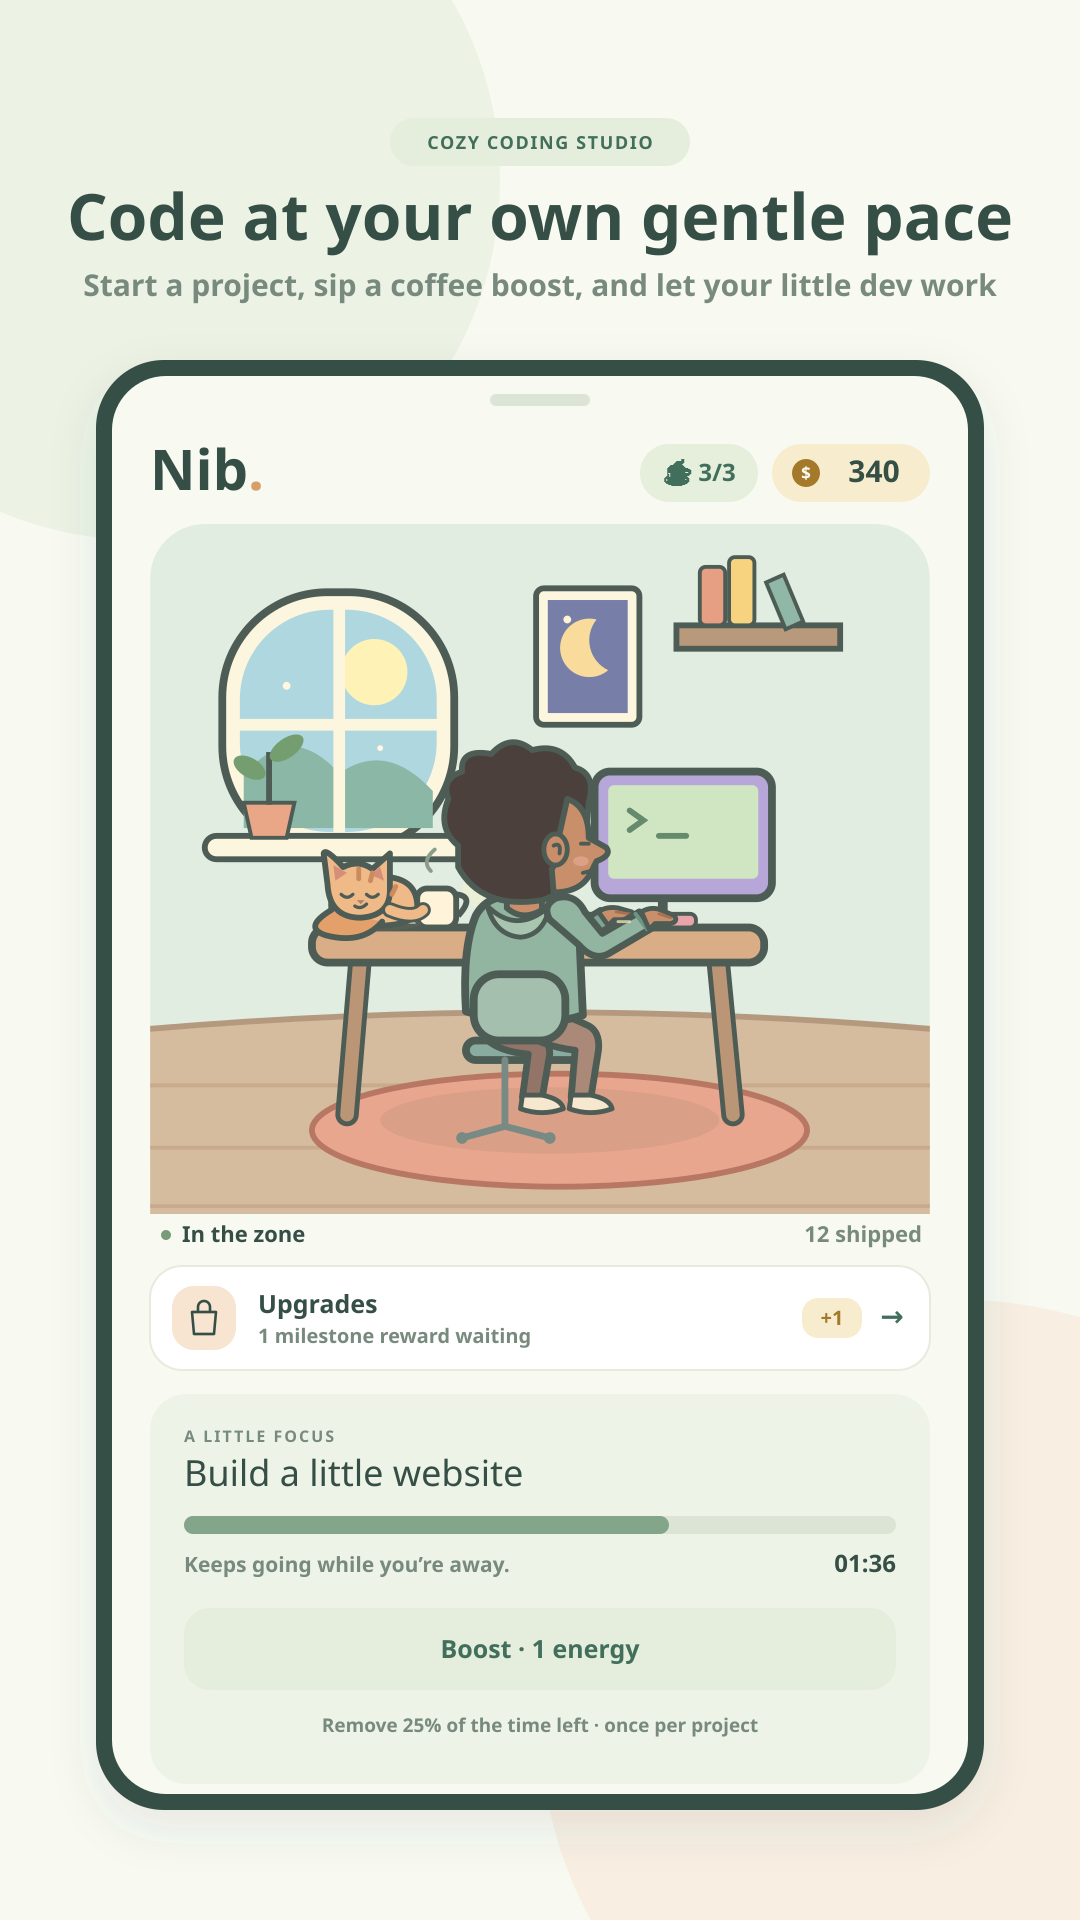 COZY CODING STUDIO
Code at your own gentle pace
Start a project, sip a coffee boost, and let your little dev work
Nib.
3/3
$ 340
>_
In the zone
12 shipped
Upgrades
1 milestone reward waiting
+1 →
A LITTLE FOCUS
Build a little website
Keeps going while you’re away.
01:36
Boost · 1 energy
Remove 25% of the time left · once per project